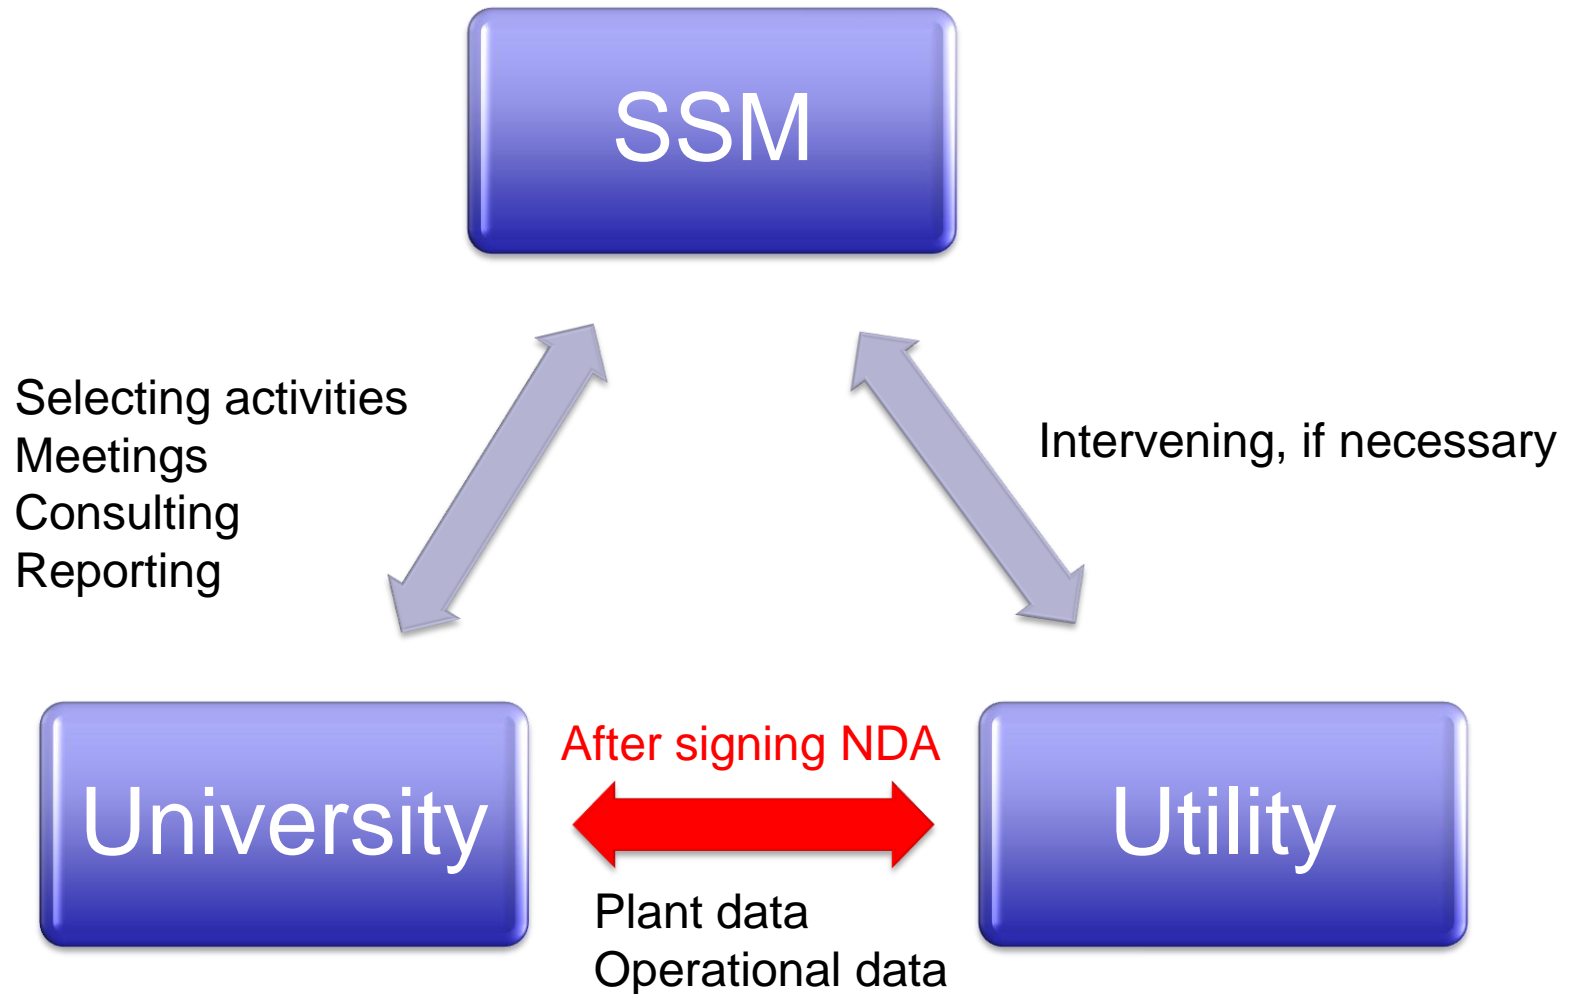 SSM
Selecting activities
Meetings
Consulting
Reporting
Intervening, if necessary
After signing NDA
University
Utility
Plant data
Operational data